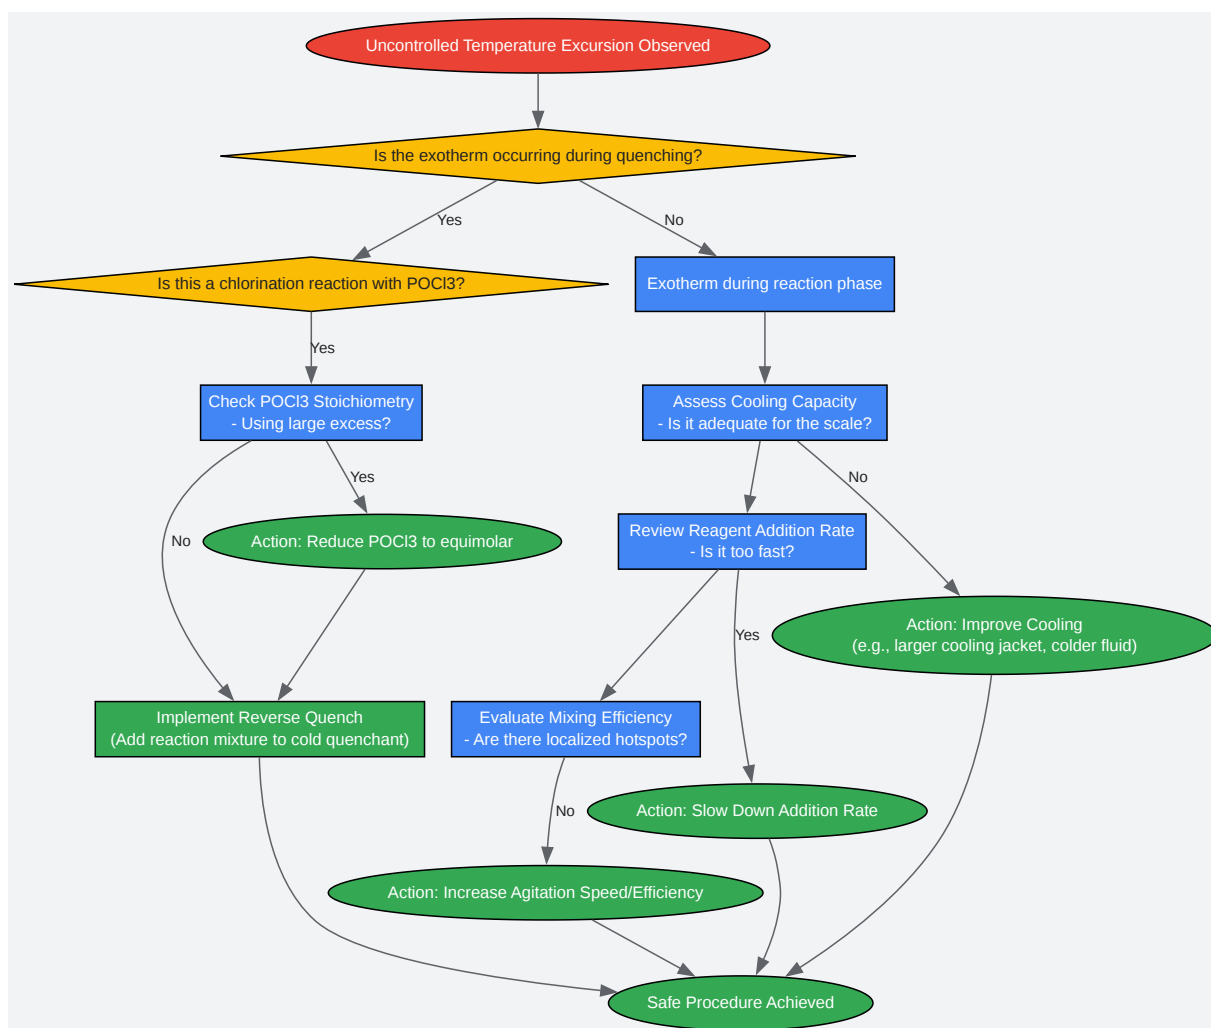 Uncontrolled Temperature Excursion Observed
Is the exotherm occurring during quenching?
Yes
No
Is this a chlorination reaction with POCl3?
Exotherm during reaction phase
Yes
Check POCl3 Stoichiometry
- Using large excess?
Assess Cooling Capacity
- Is it adequate for the scale?
Yes
No
No
Action: Reduce POCl3 to equimolar
Review Reagent Addition Rate
- Is it too fast?
Yes
Action: Improve Cooling
(e.g., larger cooling jacket, colder fluid)
Implement Reverse Quench
(Add reaction mixture to cold quenchant)
Evaluate Mixing Efficiency
- Are there localized hotspots?
No
Action: Slow Down Addition Rate
Action: Increase Agitation Speed/Efficiency
Safe Procedure Achieved